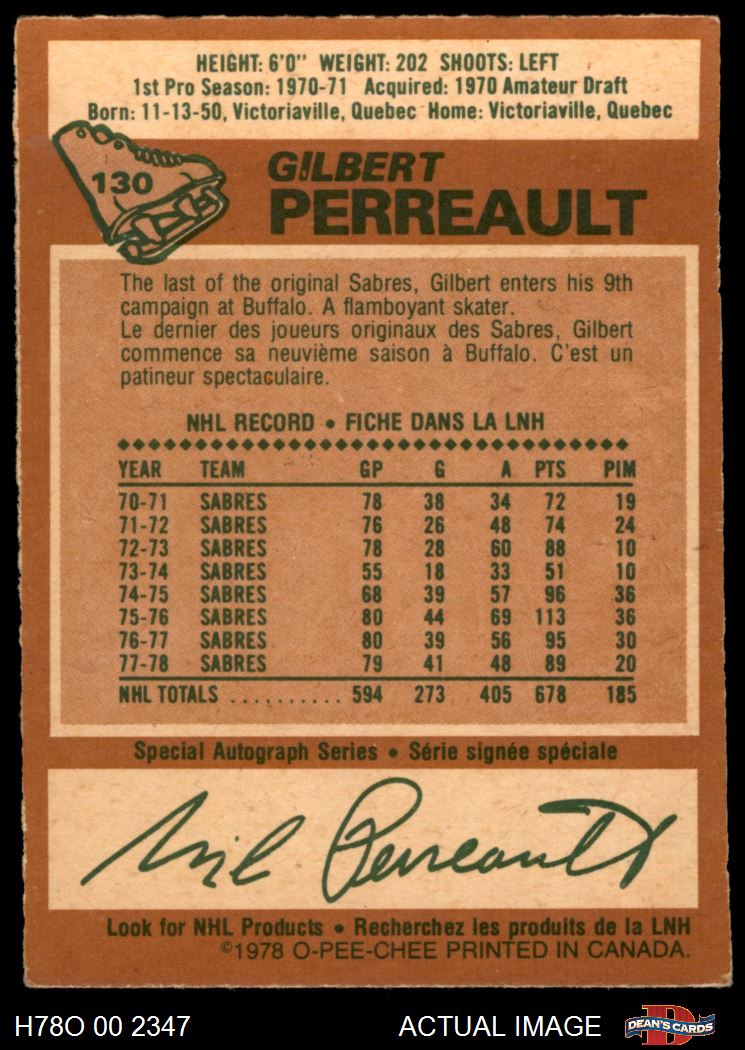 HEIGHT: 6'0" WEIGHT: 202 SHOOTS: LEFT
1st Pro Season: 1970-71 Acquired: 1970 Amateur Draft
Born: 11-13-50, Victoriaville, Quebec Home: Victoriaville, Quebec
130
GILBERT
PERREAULT
The last of the original Sabres, Gilbert enters his 9th
campaign at Buffalo. A flamboyant skater.
Le dernier des joueurs originaux des Sabres, Gilbert
commence sa neuvième saison à Buffalo. C'est un
patineur spectaculaire.
NHL RECORD • FICHE DANS LA LNH
YEAR TEAM GP G A PTS PIM
70-71 SABRES 78 38 34 72 19
71-72 SABRES 76 26 48 74 24
72-73 SABRES 78 28 60 88 10
73-74 SABRES 55 18 33 51 10
74-75 SABRES 68 39 57 96 36
75-76 SABRES 80 44 69 113 36
76-77 SABRES 80 39 56 95 30
77-78 SABRES 79 41 48 89 20
NHL TOTALS .......... 594 273 405 678 185
Special Autograph Series • Série signée spéciale
Gil Perreault
Look for NHL Products • Recherchez les produits de la LNH
©1978 O-PEE-CHEE PRINTED IN CANADA.
H78O 00 2347 ACTUAL IMAGE D DEAN'S CARDS